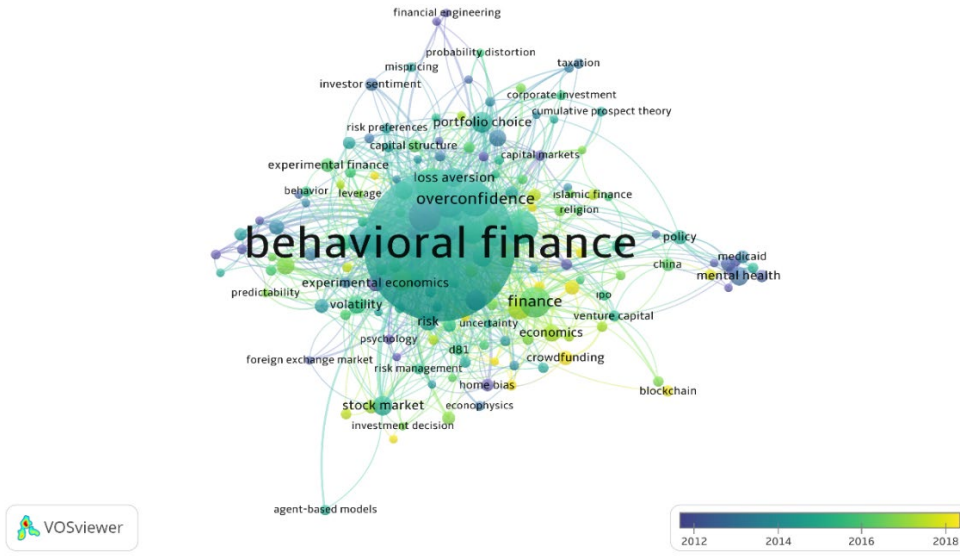 financial engineering
probability distortion
mispricing
taxation
investor sentiment
corporate investment
cumulative prospect theory
portfolio choice
risk preferences
capital structure
capital markets
experimental finance
loss aversion
behavior
leverage
overconfidence
islamic finance
religion
behavioral finance
policy
medicaid
china
mental health
experimental economics
predictability
volatility
finance
ipo
venture capital
risk
uncertainty
economics
psychology
d81
foreign exchange market
risk management
crowdfunding
home bias
blockchain
stock market
econophysics
investment decision
agent-based models
VOSviewer
2012
2014
2016
2018